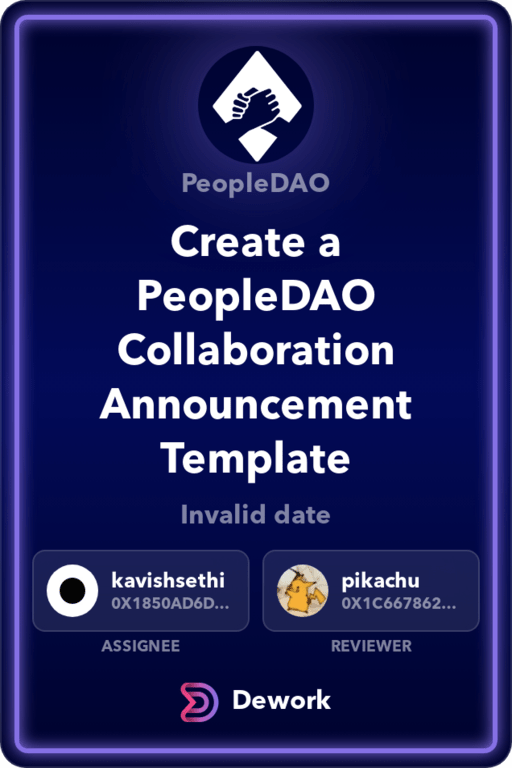 PeopleDAO
Create a
PeopleDAO
Collaboration
Announcement
Template
Invalid date
kavishsethi
0X1850AD6D...
pikachu
0X1C667862...
ASSIGNEE
REVIEWER
Dework